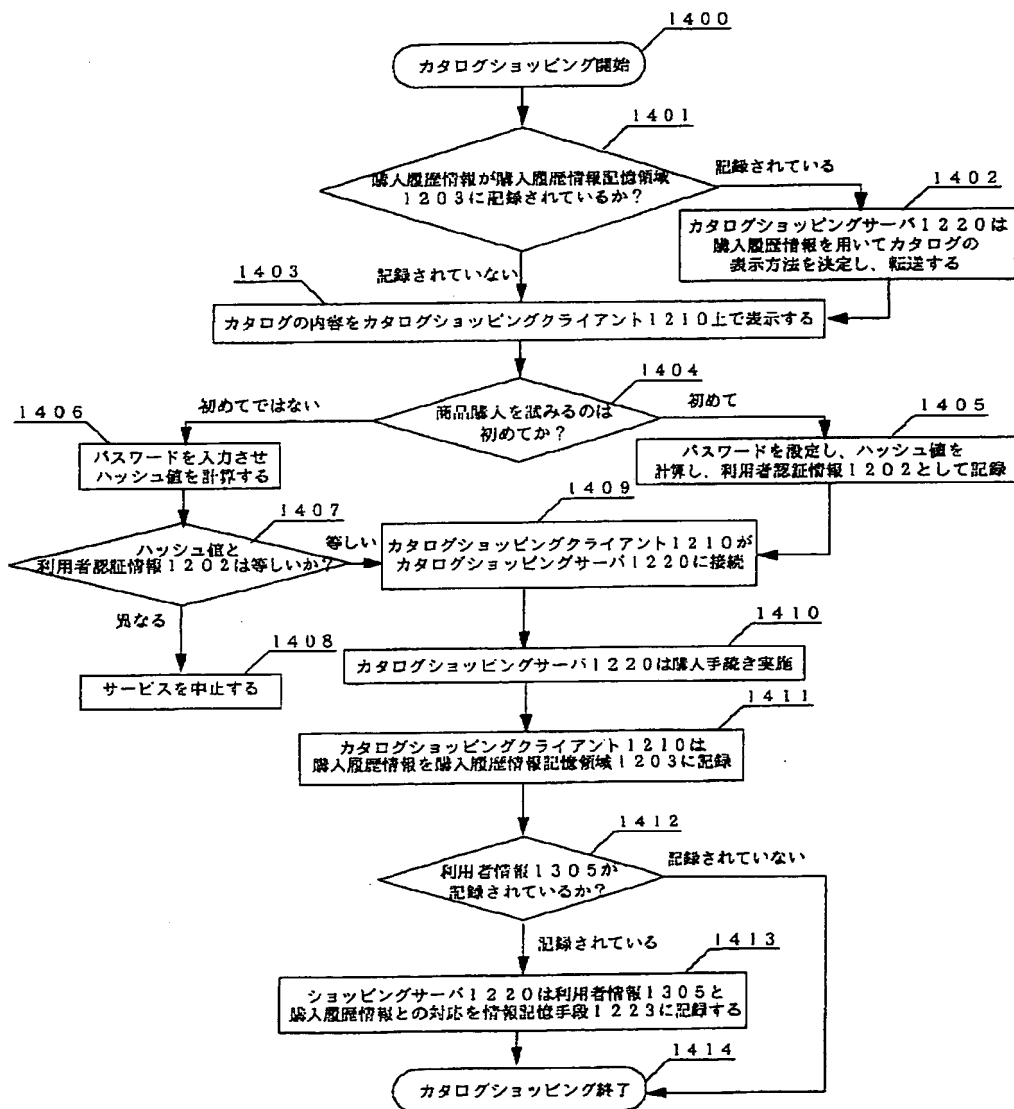 １４００
カタログショッピング開始
１４０１
購入履歴情報が購入履歴情報記憶領域
１２０３に記録されているか？
記録されている
１４０２
カタログショッピングサーバ１２２０は
購入履歴情報を用いてカタログの
表示方法を決定し、転送する
記録されていない
１４０３
カタログの内容をカタログショッピングクライアント１２１０上で表示する
１４０４
商品購入を試みるのは
初めてか？
初めてではない
初めて
１４０６
パスワードを入力させ
ハッシュ値を計算する
１４０５
パスワードを設定し、ハッシュ値を
計算し、利用者認証情報１２０２として記録
１４０７
ハッシュ値と
利用者認証情報１２０２は等しいか？
等しい
異なる
１４０８
サービスを中止する
１４０９
カタログショッピングクライアント１２１０が
カタログショッピングサーバ１２２０に接続
１４１０
カタログショッピングサーバ１２２０は購入手続き実施
１４１１
カタログショッピングクライアント１２１０は
購入履歴情報を購入履歴情報記憶領域１２０３に記録
１４１２
利用者情報１３０５が
記録されているか？
記録されていない
記録されている
１４１３
ショッピングサーバ１２２０は利用者情報１３０５と
購入履歴情報との対応を情報記憶手段１２２３に記録する
１４１４
カタログショッピング終了